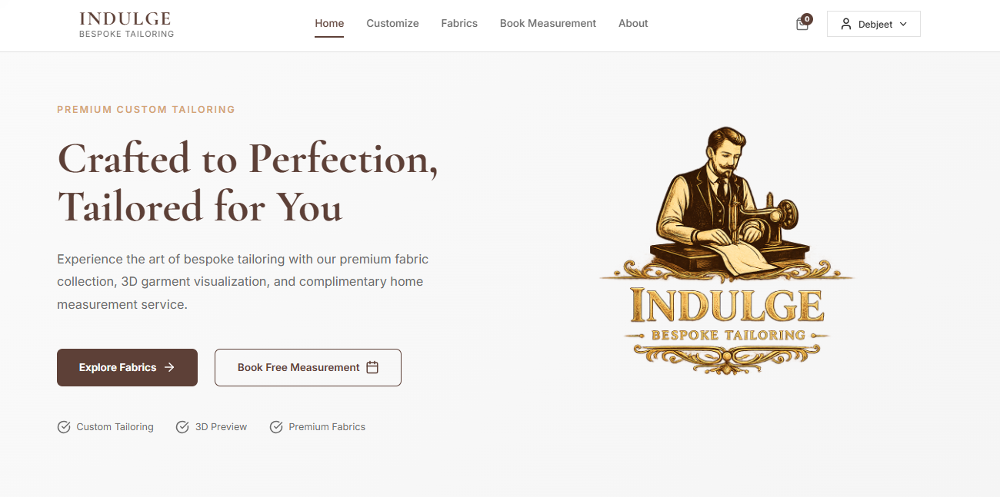 INDULGE
BESPOKE TAILORING
Home
Customize
Fabrics
Book Measurement
About
0
Debjeet
PREMIUM CUSTOM TAILORING
Crafted to Perfection,
Tailored for You
Experience the art of bespoke tailoring with our premium fabric
collection, 3D garment visualization, and complimentary home
measurement service.
Explore Fabrics
Book Free Measurement
Custom Tailoring
3D Preview
Premium Fabrics
INDULGE
BESPOKE TAILORING